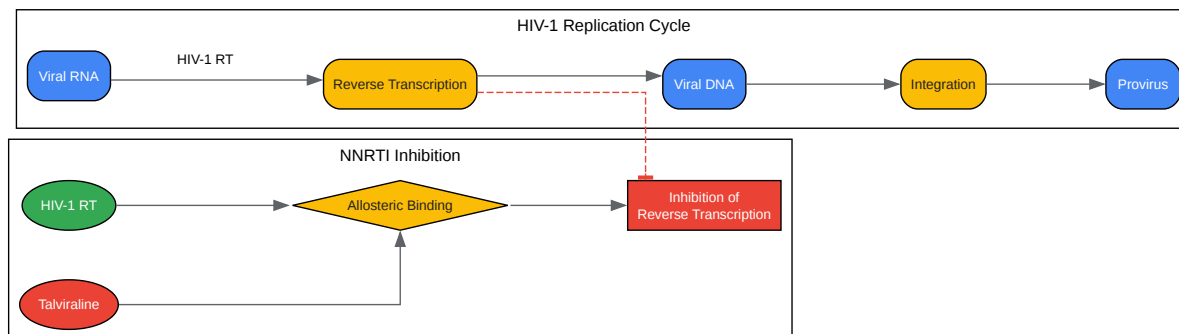 HIV-1 Replication Cycle
HIV-1 RT
Viral RNA
Reverse Transcription
Viral DNA
Integration
Provirus
NNRTI Inhibition
HIV-1 RT
Allosteric Binding
Inhibition of
Reverse Transcription
Talviraline